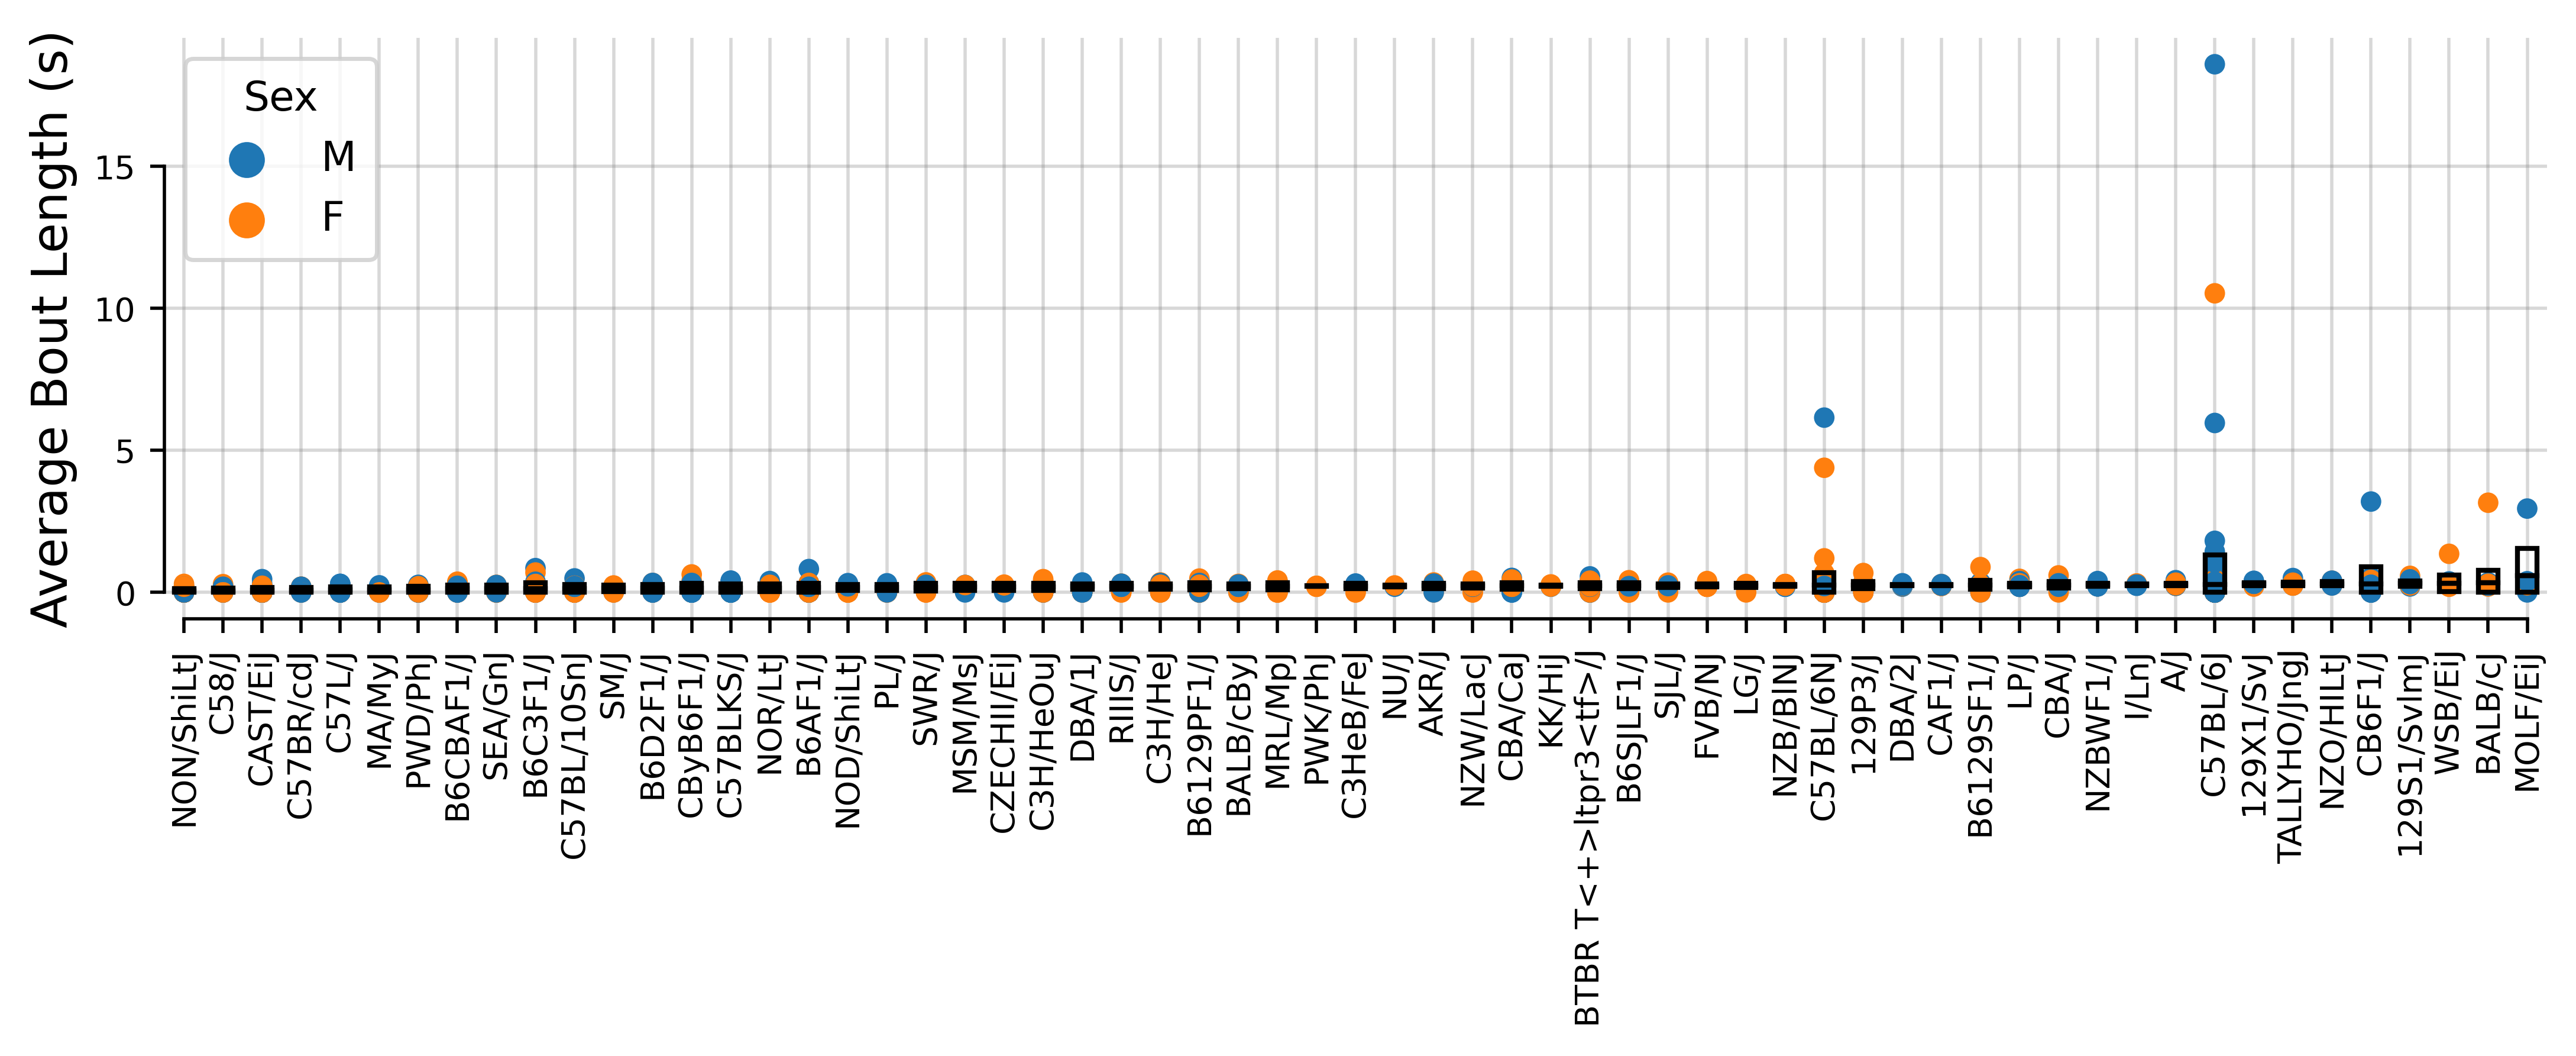 Average Bout Length (s)
15
10
5
0
Sex
M
F
NON/ShiLtJ
C58/J
CAST/EiJ
C57BR/cdJ
C57L/J
MA/MyJ
PWD/PhJ
B6CBAF1/J
SEA/GnJ
B6C3F1/J
C57BL/10SnJ
SM/J
B6D2F1/J
CByB6F1/J
C57BLKS/J
NOR/LtJ
B6AF1/J
NOD/ShiLtJ
PL/J
SWR/J
MSM/MsJ
CZECHII/EiJ
C3H/HeOuJ
DBA/1J
RIIIS/J
C3H/HeJ
B6129PF1/J
BALB/cByJ
MRL/MpJ
PWK/PhJ
C3HeB/FeJ
NU/J
AKR/J
NZW/LacJ
CBA/CaJ
KK/HiJ
BTBR T<+>ltpr3<tf>/J
B6SJLF1/J
SJL/J
FVB/NJ
LG/J
NZB/BlNJ
C57BL/6NJ
129P3/J
DBA/2J
CAF1/J
B6129SF1/J
LP/J
CBA/J
NZBWF1/J
I/LnJ
A/J
C57BL/6J
129X1/SvJ
TALLYHO/JngJ
NZO/HlLtJ
CB6F1/J
129S1/SvImJ
WSB/EiJ
BALB/cJ
MOLF/EiJ